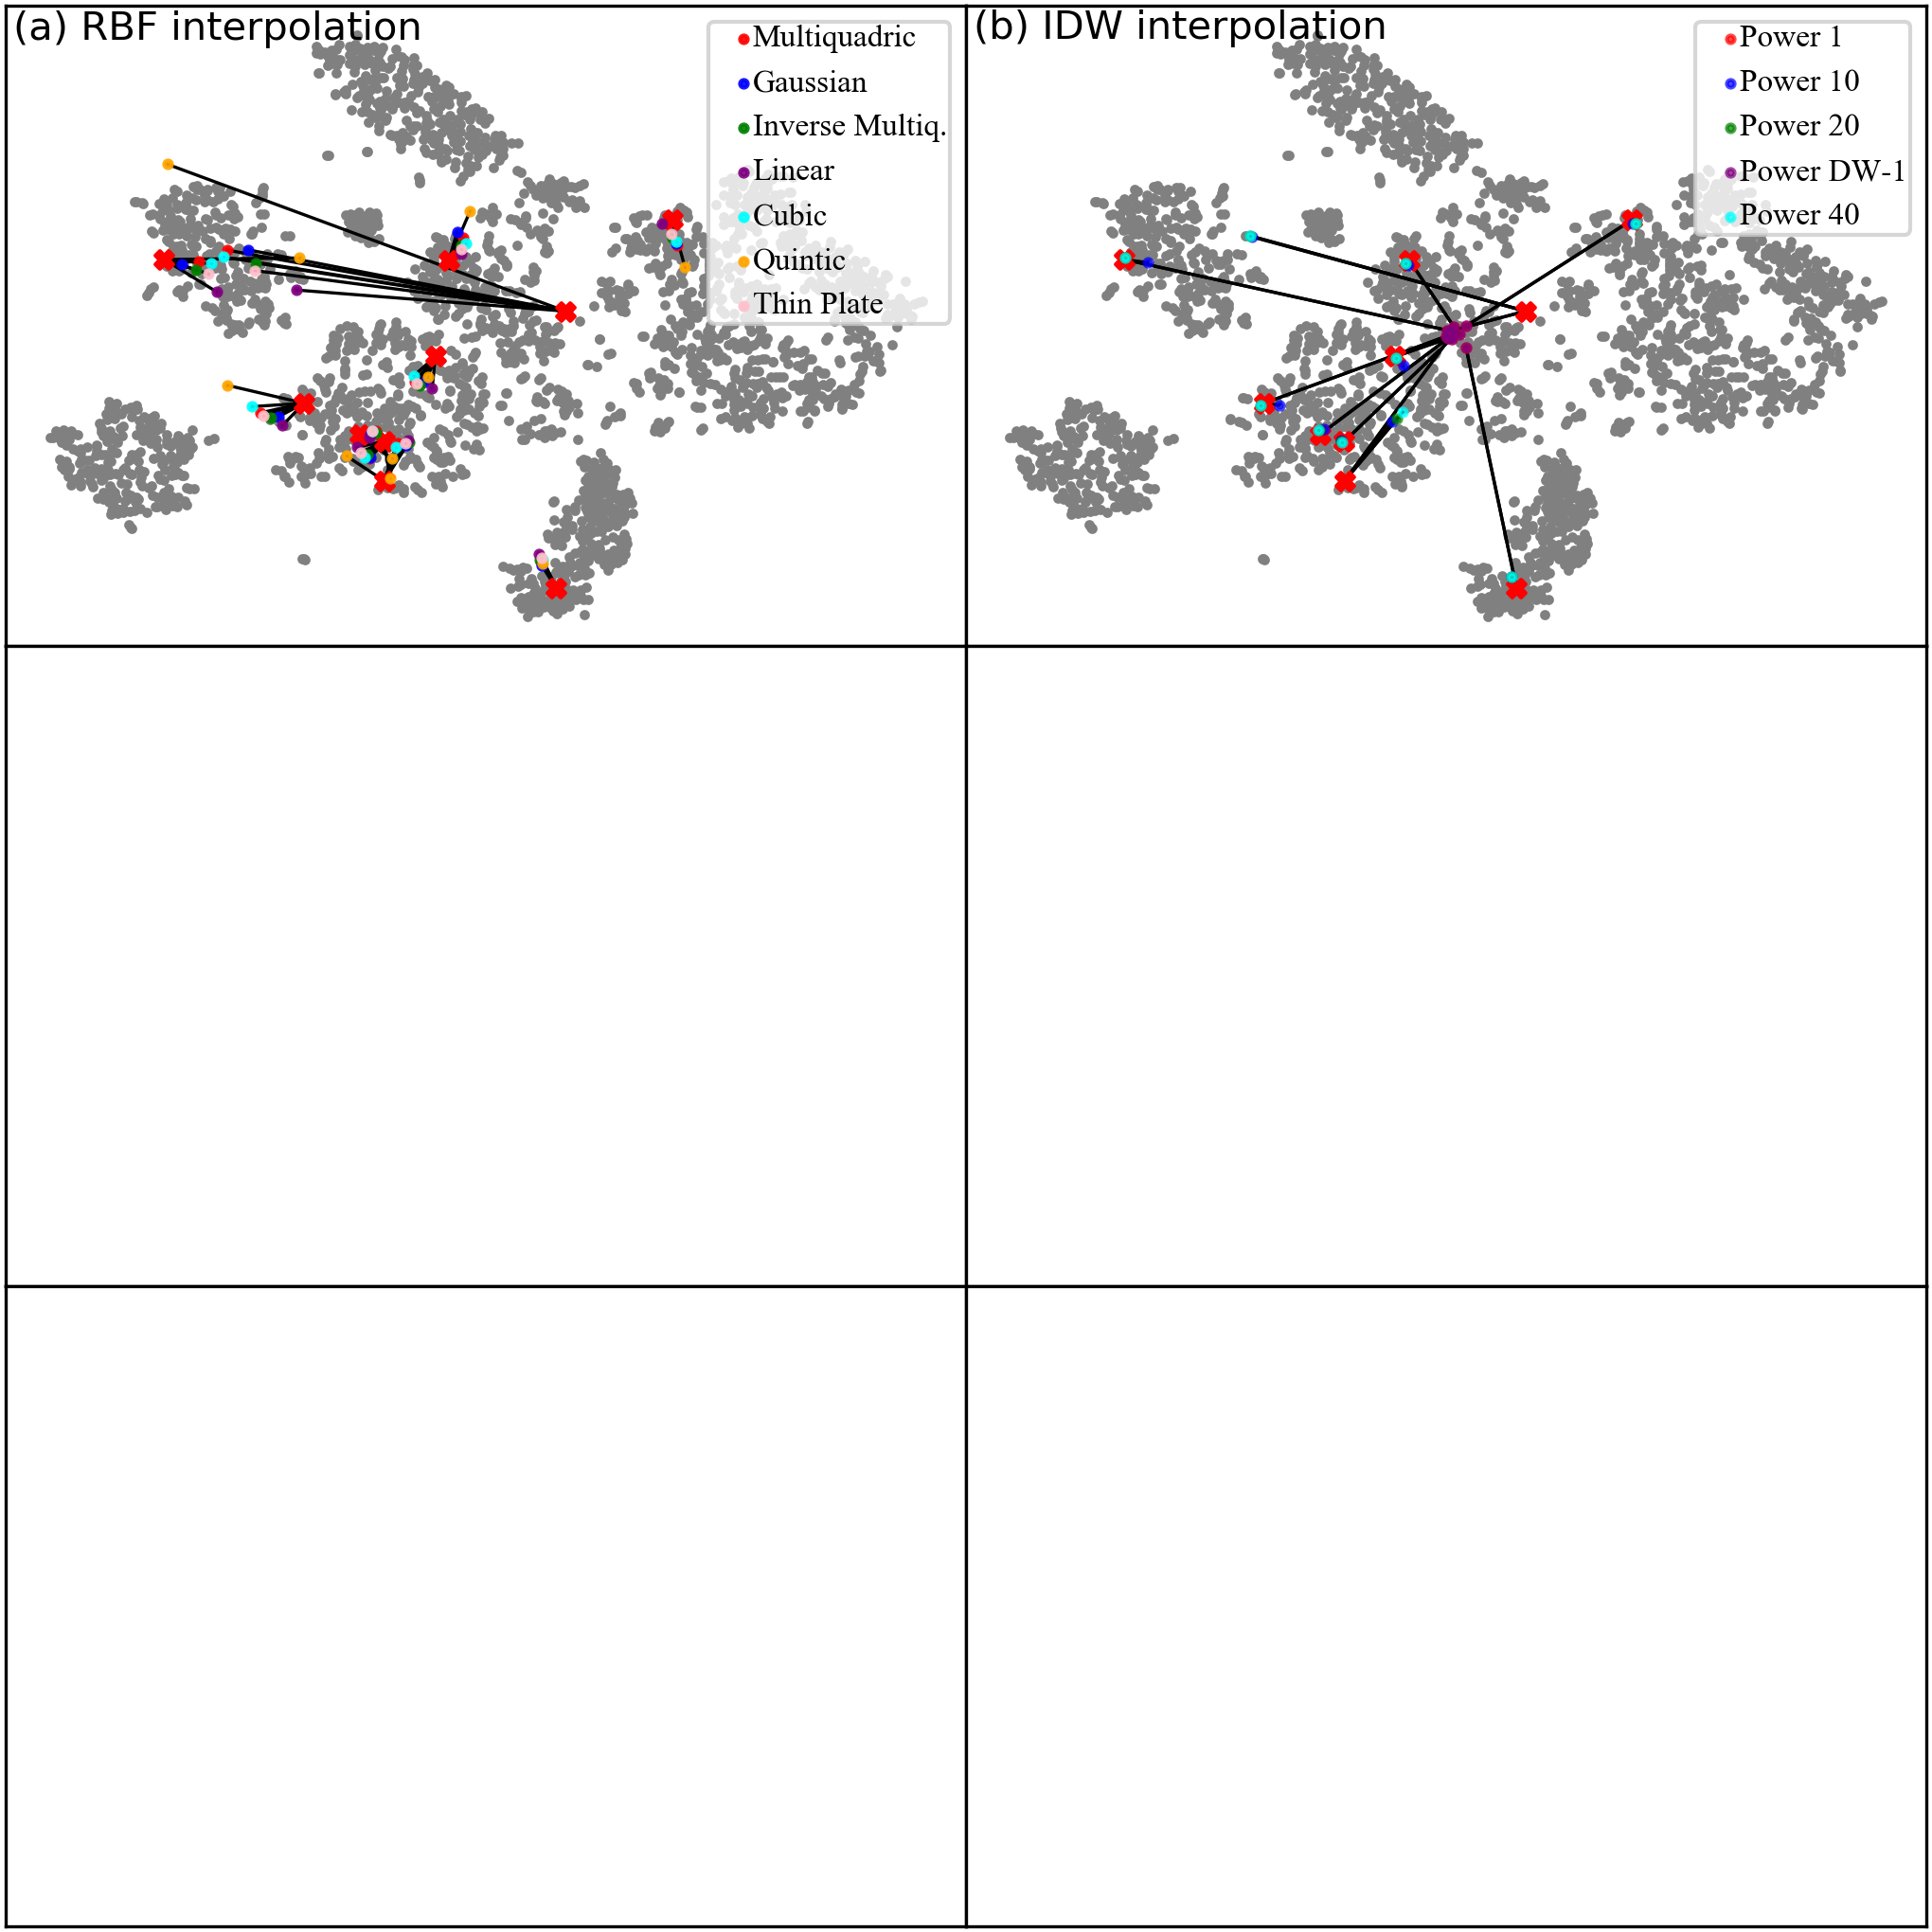 (a) RBF interpolation
Multiquadric
Gaussian
Inverse Multiq.
Linear
Cubic
Quintic
Thin Plate
(b) IDW interpolation
Power 1
Power 10
Power 20
Power DW-1
Power 40